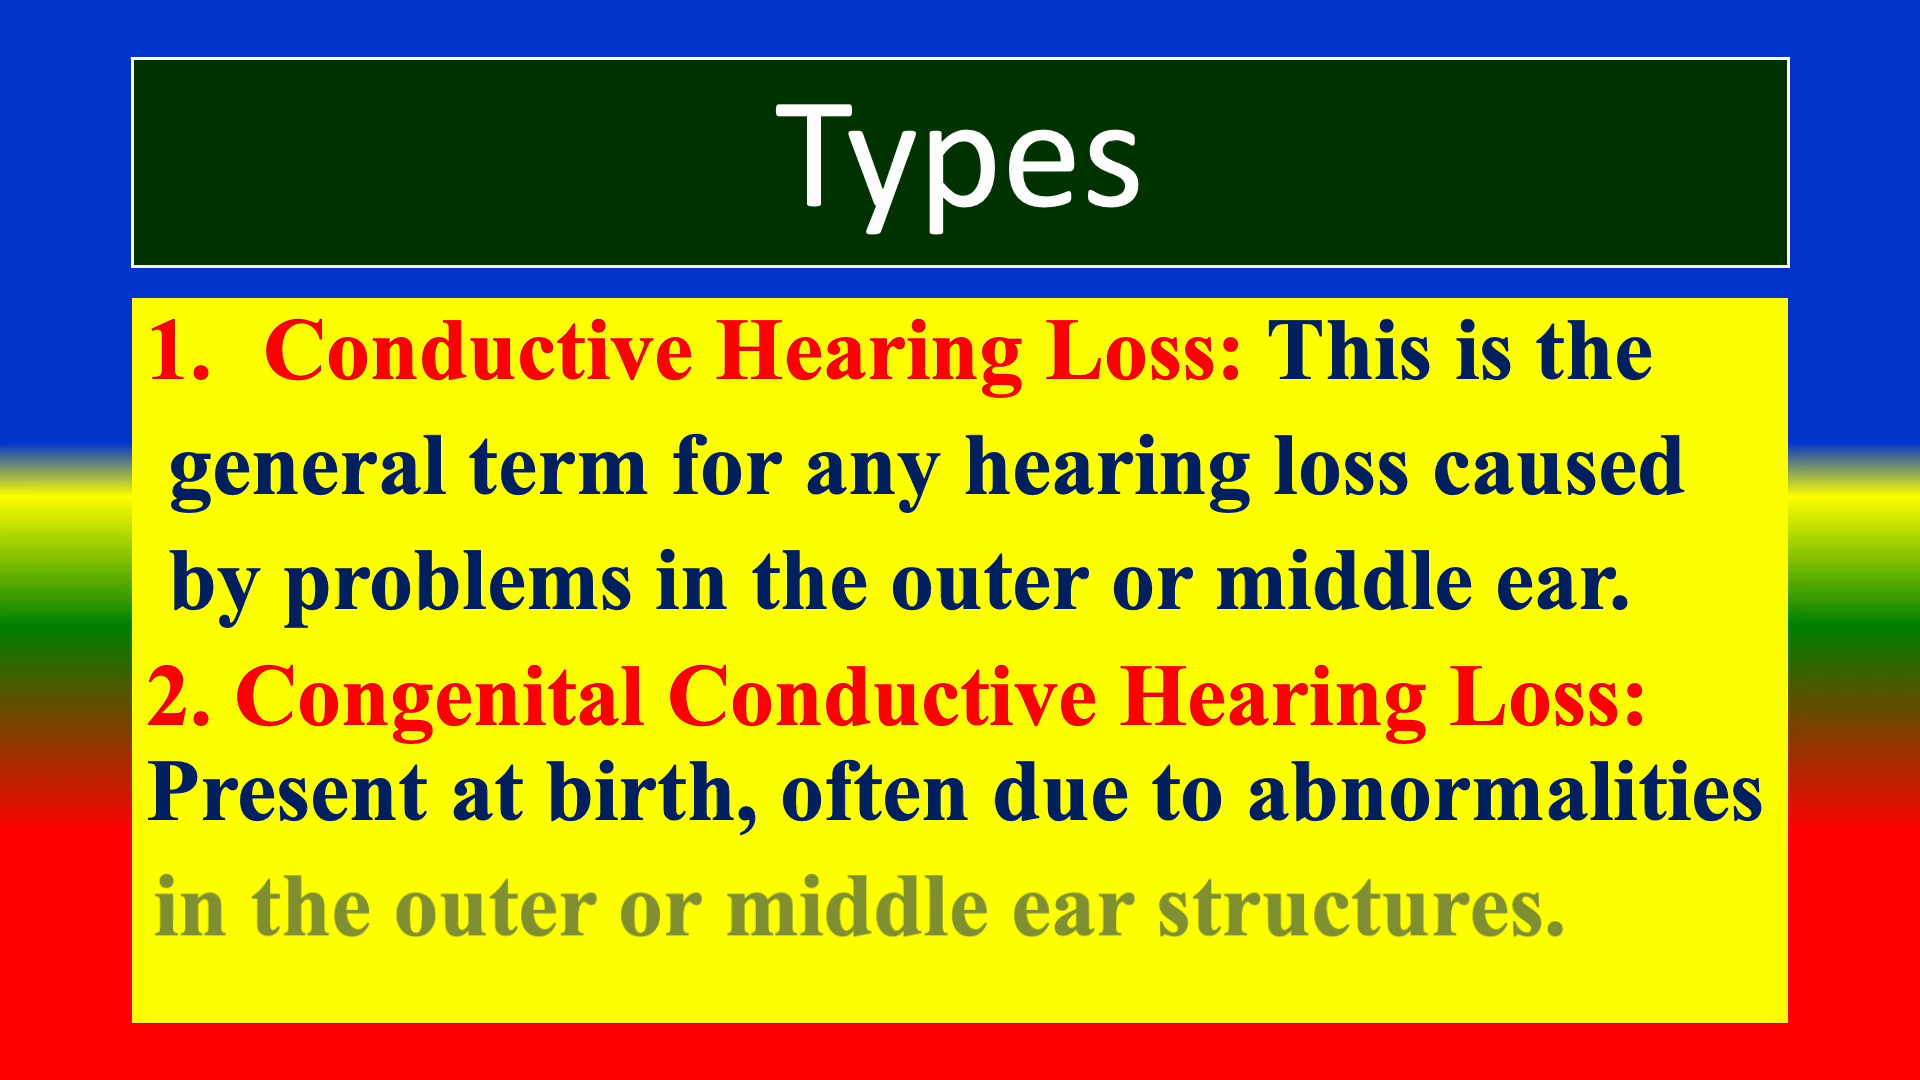 Types
1. Conductive Hearing Loss: This is the
general term for any hearing loss caused
by problems in the outer or middle ear.
2. Congenital Conductive Hearing Loss:
Present at birth, often due to abnormalities
in the outer or middle ear structures.